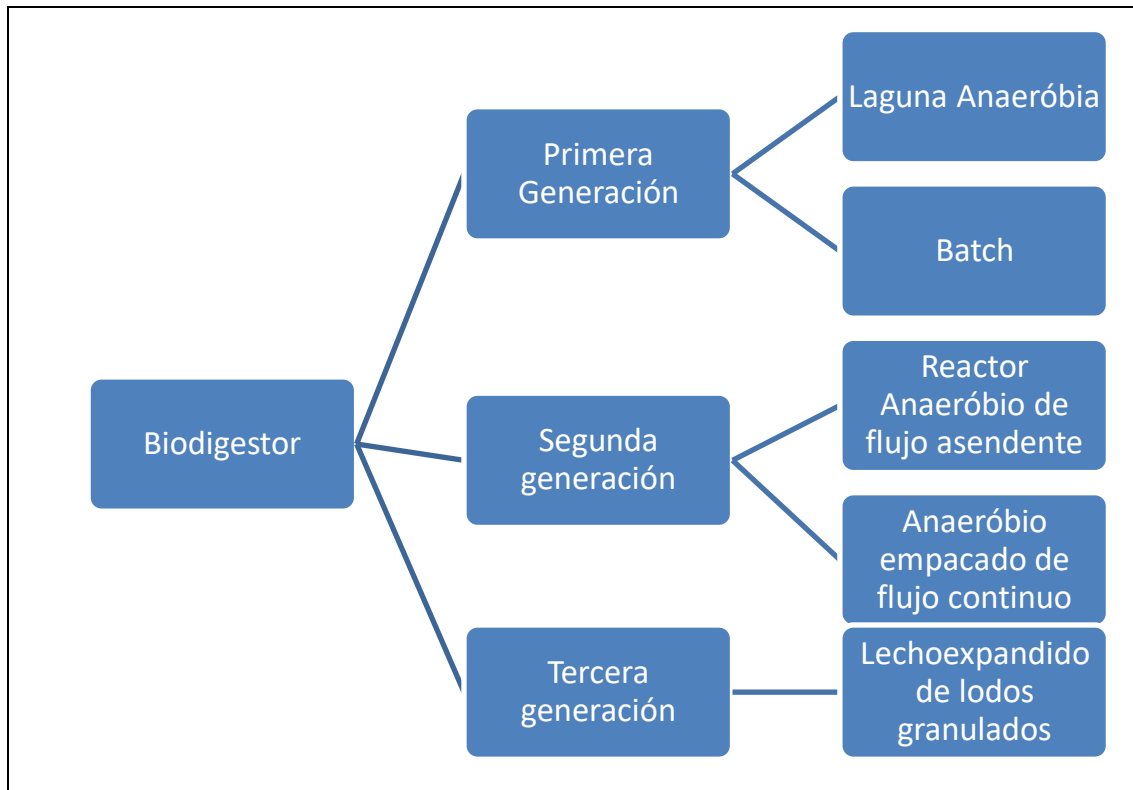 Biodigestor
Primera
Generación
Laguna Anaeróbia
Batch
Segunda
generación
Reactor
Anaeróbio de
flujo asendente
Anaeróbio
empacado de
flujo continuo
Tercera
generación
Lechoexpandido
de lodos
granulados